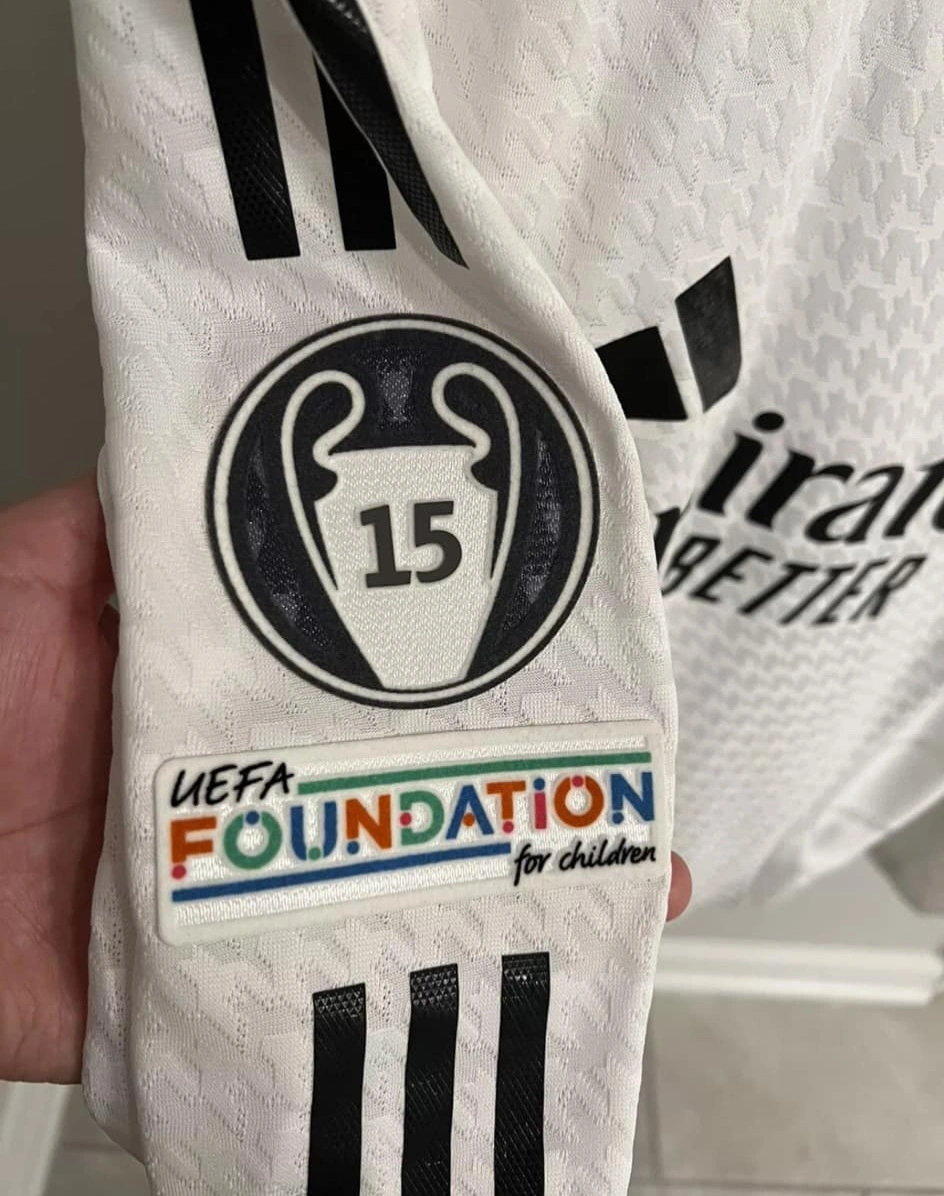 15
UEFA
FOUNDATiON
for children
BETTER